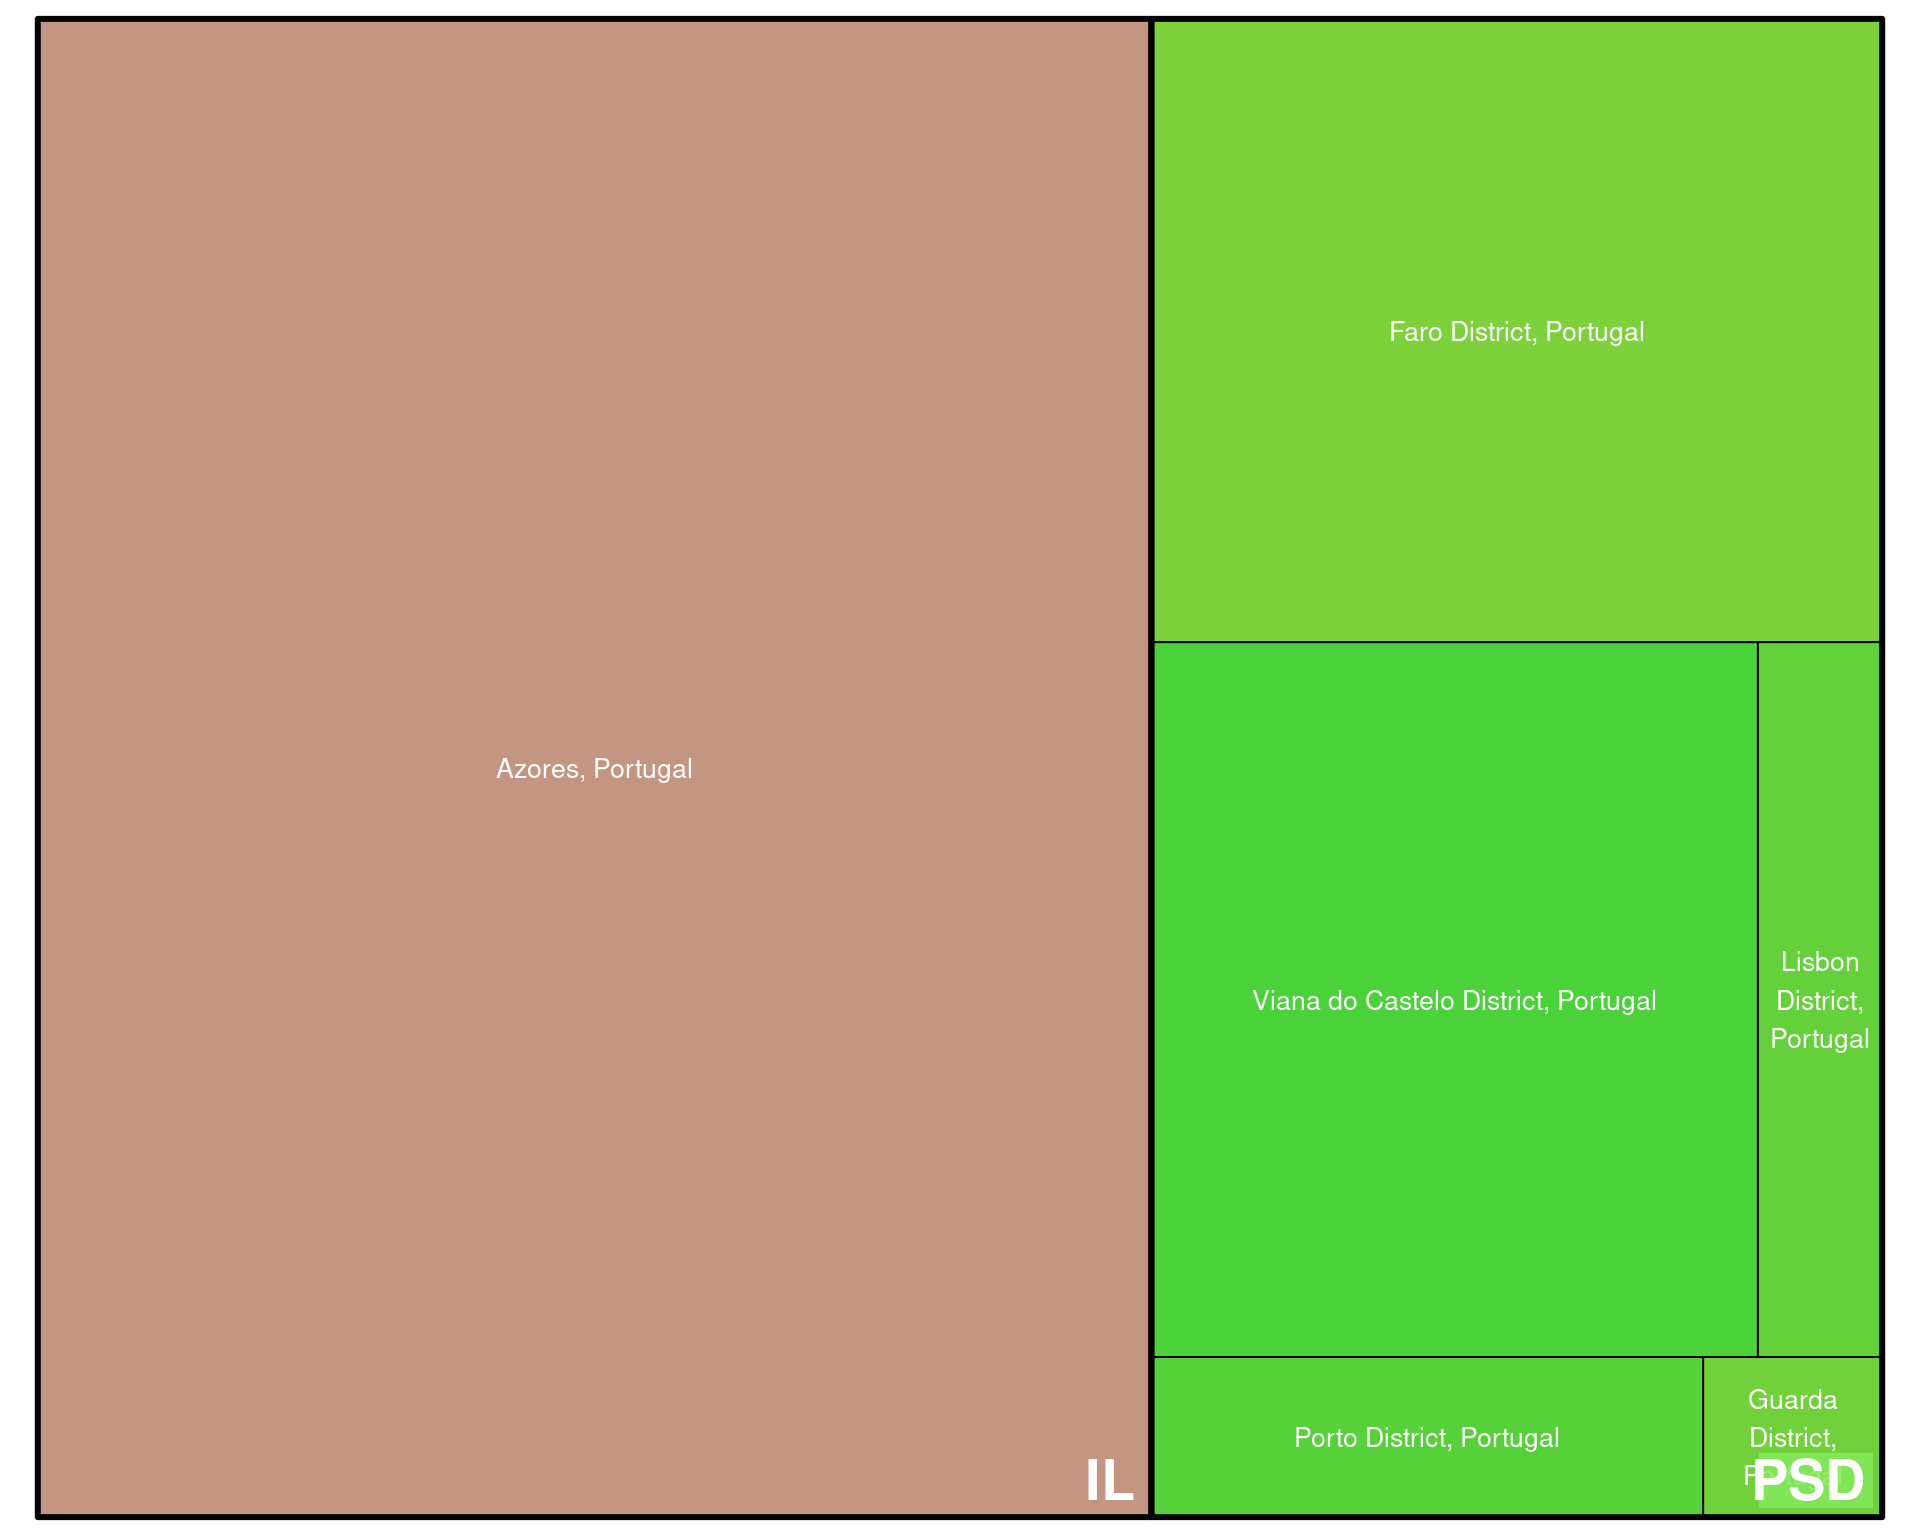 Faro District, Portugal
Azores, Portugal
Viana do Castelo District, Portugal
Lisbon
District,
Portugal
Porto District, Portugal
Guarda
District,
IL
PSD